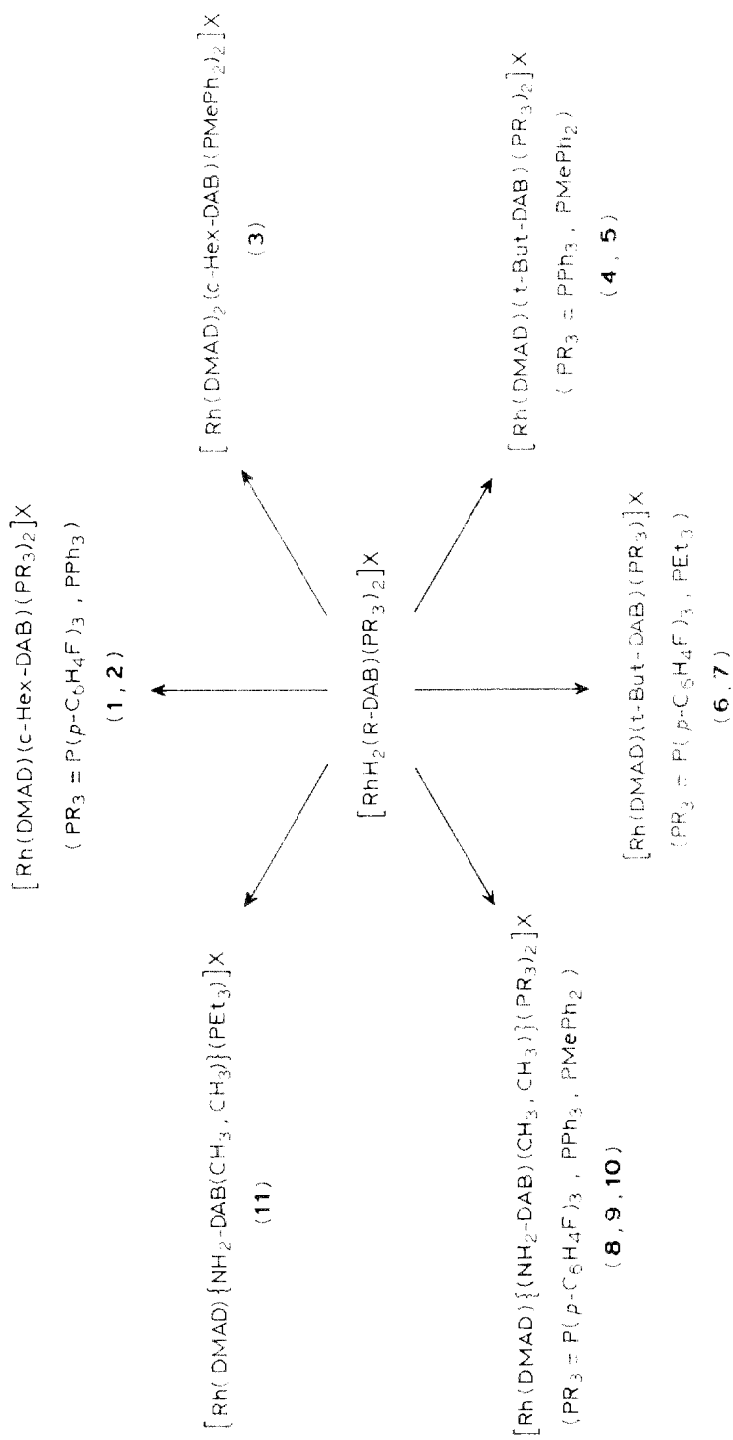 [Rh(DMAD)(c-Hex-DAB)(PR₃)₂]X
(PR₃ = P(p-C₆H₄F)₃, PPh₃)
(1, 2)
[Rh(DMAD){NH₂-DAB(CH₃, CH₃)}(PEt₃)]X
(11)
[Rh(DMAD)₂(c-Hex-DAB)(PMePh₂)₂]X
(3)
[RhH₂(R-DAB)(PR₃)₂]X
[Rh(DMAD){(NH₂-DAB)(CH₃, CH₃)}(PR₃)₂]X
(PR₃ = P(p-C₆H₄F)₃, PPh₃, PMePh₂)
(8, 9, 10)
[Rh(DMAD)(t-But-DAB)(PR₃)₂]X
(PR₃ = PPh₃, PMePh₂)
(4, 5)
[Rh(DMAD)(t-But-DAB)(PR₃)]X
(PR₃ = P(p-C₆H₄F)₃, PEt₃)
(6, 7)